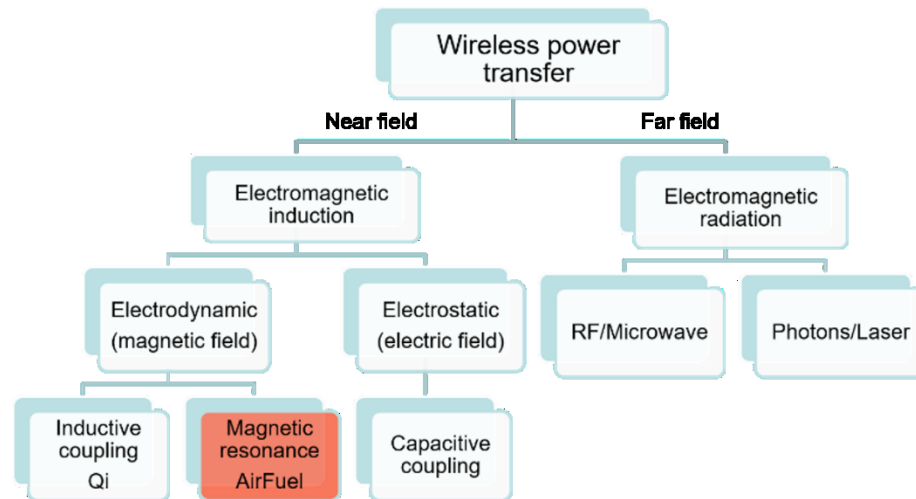 Wireless power
transfer
Near field
Far field
Electromagnetic
induction
Electromagnetic
radiation
Electrodynamic
(magnetic field)
Electrostatic
(electric field)
RF/Microwave
Photons/Laser
Inductive
coupling
Qi
Magnetic
resonance
AirFuel
Capacitive
coupling